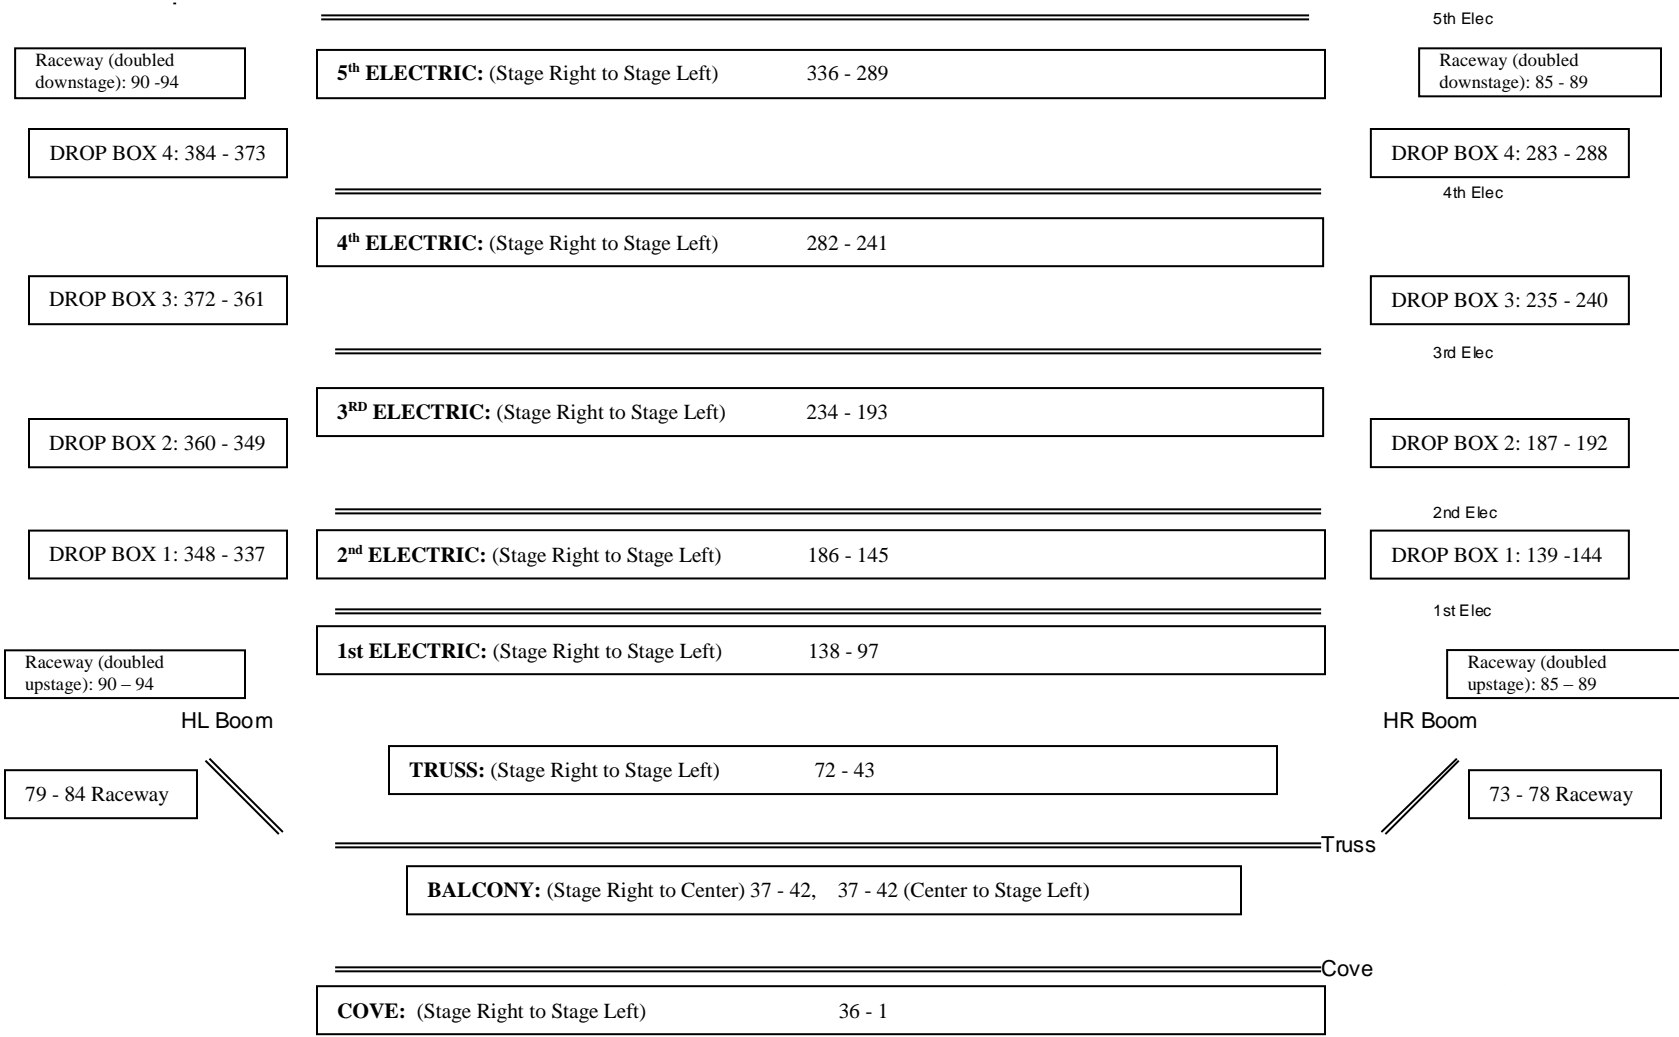 5th Elec
Raceway (doubled
downstage): 90 -94
5th ELECTRIC: (Stage Right to Stage Left) 336 - 289
Raceway (doubled
downstage): 85 - 89
DROP BOX 4: 384 - 373
DROP BOX 4: 283 - 288
4th Elec
4th ELECTRIC: (Stage Right to Stage Left) 282 - 241
DROP BOX 3: 372 - 361
DROP BOX 3: 235 - 240
3rd Elec
3RD ELECTRIC: (Stage Right to Stage Left) 234 - 193
DROP BOX 2: 360 - 349
DROP BOX 2: 187 - 192
2nd Elec
DROP BOX 1: 348 - 337
2nd ELECTRIC: (Stage Right to Stage Left) 186 - 145
DROP BOX 1: 139 -144
1st Elec
1st ELECTRIC: (Stage Right to Stage Left) 138 - 97
Raceway (doubled
upstage): 90 – 94
Raceway (doubled
upstage): 85 – 89
HL Boom
HR Boom
TRUSS: (Stage Right to Stage Left) 72 - 43
79 - 84 Raceway
73 - 78 Raceway
Truss
BALCONY: (Stage Right to Center) 37 - 42, 37 - 42 (Center to Stage Left)
Cove
COVE: (Stage Right to Stage Left) 36 - 1